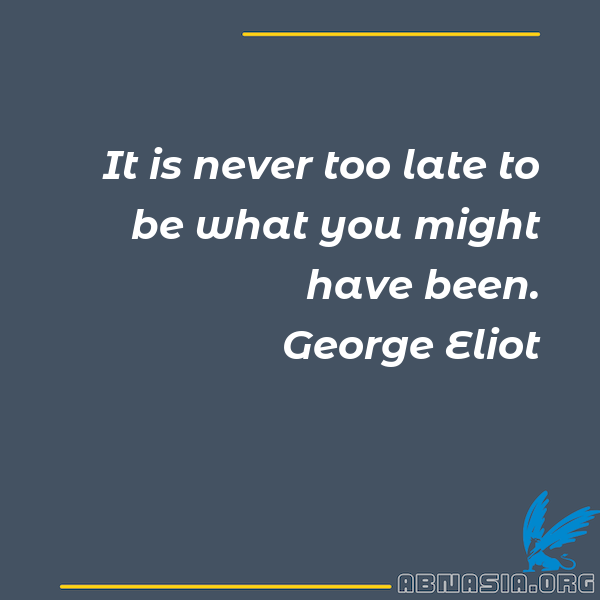 It is never too late to
be what you might
have been.
George Eliot
ABNASIA.ORG